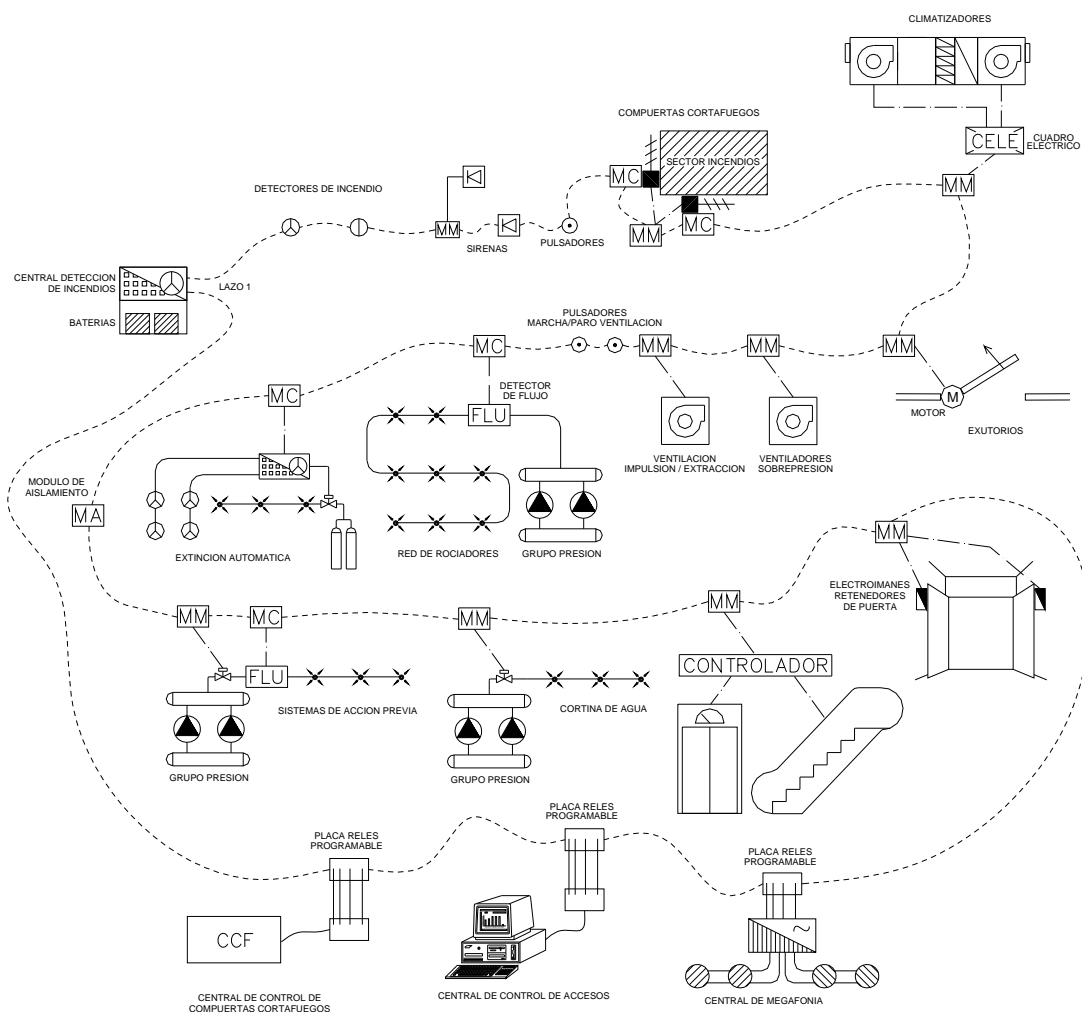 CLIMATIZADORES
COMPUERTAS CORTAFUEGOS
CELE
CUADRO
ELECTRICO
SECTOR INCENDIOS
MC
MM
DETECTORES DE INCENDIO
MM
SIRENAS
PULSADORES
MM
MC
CENTRAL DETECCION
DE INCENDIOS
LAZO 1
BATERIAS
PULSADORES
MARCHA/PARO VENTILACION
MC
MM
MM
MM
MC
DETECTOR
DE FLUJO
FLU
MOTOR
M
EXUTORIOS
VENTILACION
IMPULSION / EXTRACCION
VENTILADORES
SOBREPRESION
MODULO DE
AISLAMIENTO
MA
EXTINCION AUTOMATICA
RED DE ROCIADORES
GRUPO PRESION
MM
ELECTROIMANES
RETENEDORES
DE PUERTA
MM
MC
MM
MM
FLU
CONTROLADOR
SISTEMAS DE ACCION PREVIA
CORTINA DE AGUA
GRUPO PRESION
GRUPO PRESION
PLACA RELES
PROGRAMABLE
PLACA RELES
PROGRAMABLE
PLACA RELES
PROGRAMABLE
CCF
CENTRAL DE CONTROL DE
COMPUERTAS CORTAFUEGOS
CENTRAL DE CONTROL DE ACCESOS
CENTRAL DE MEGAFONIA